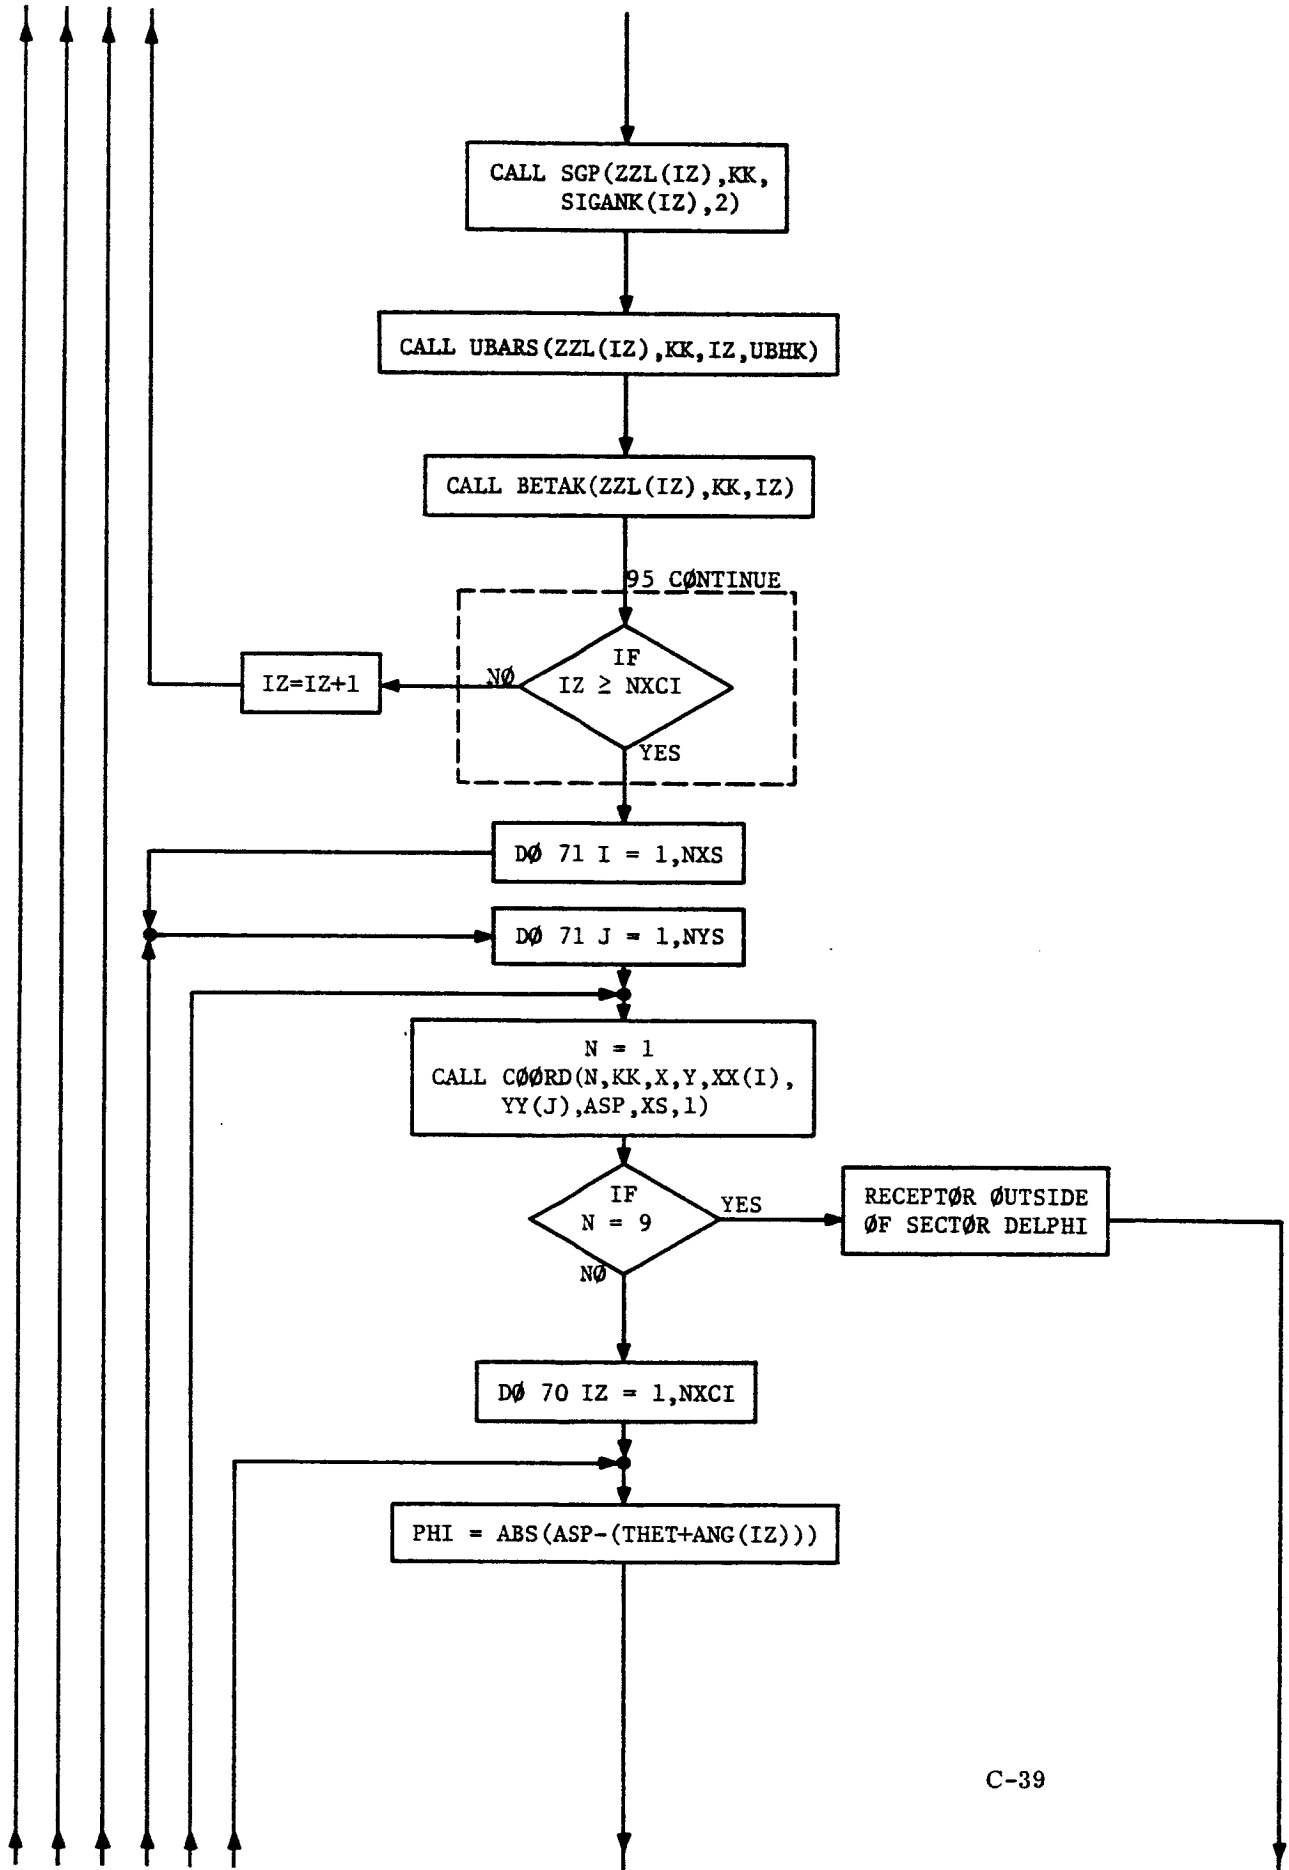 CALL SGP(ZZL(IZ),KK,
SIGANK(IZ),2)
CALL UBARS(ZZL(IZ),KK,IZ,UBHK)
CALL BETAK(ZZL(IZ),KK,IZ)
95 CØNTINUE
IF
IZ ≥ NXCI
NØ
IZ=IZ+1
YES
DØ 71 I = 1,NXS
DØ 71 J = 1,NYS
N = 1
CALL CØØRD(N,KK,X,Y,XX(I),
YY(J),ASP,XS,1)
IF
N = 9
YES
RECEPTØR ØUTSIDE
ØF SECTØR DELPHI
NØ
DØ 70 IZ = 1,NXCI
PHI = ABS(ASP-(THET+ANG(IZ)))
C-39